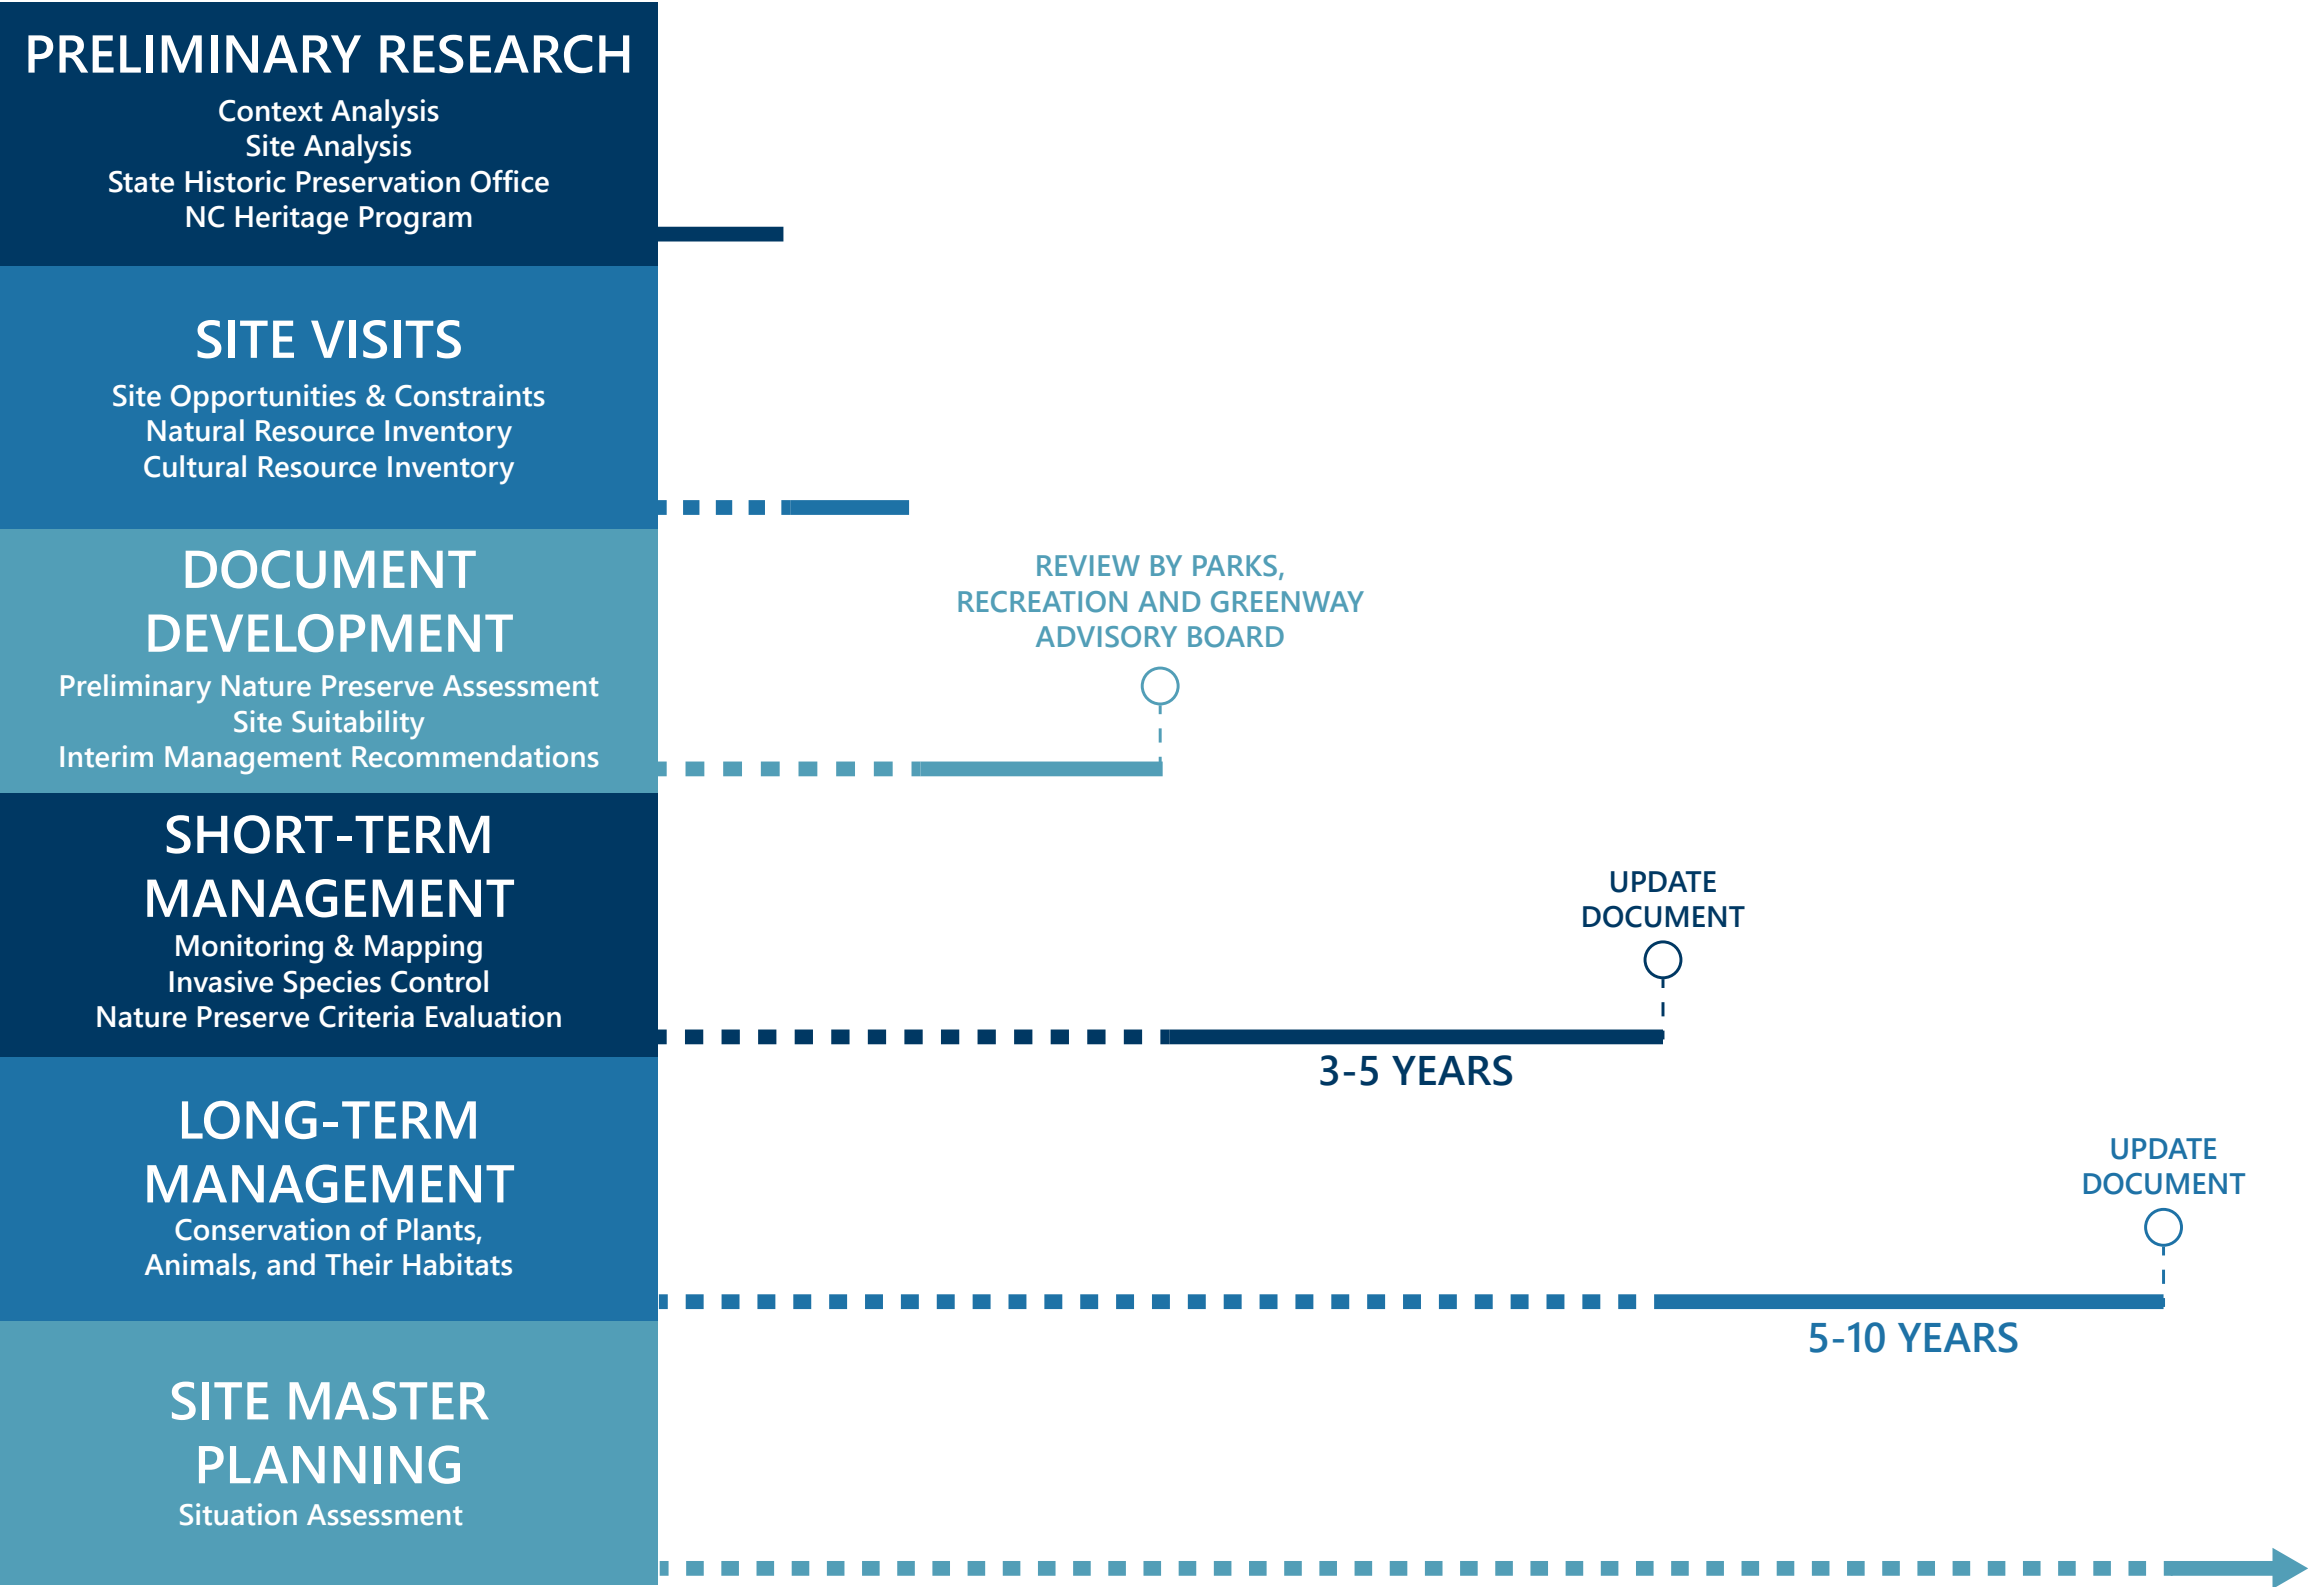 PRELIMINARY RESEARCH
Context Analysis
Site Analysis
State Historic Preservation Office
NC Heritage Program
SITE VISITS
Site Opportunities & Constraints
Natural Resource Inventory
Cultural Resource Inventory
DOCUMENT
DEVELOPMENT
Preliminary Nature Preserve Assessment
Site Suitability
Interim Management Recommendations
REVIEW BY PARKS,
RECREATION AND GREENWAY
ADVISORY BOARD
SHORT-TERM
MANAGEMENT
Monitoring & Mapping
Invasive Species Control
Nature Preserve Criteria Evaluation
UPDATE
DOCUMENT
3-5 YEARS
LONG-TERM
MANAGEMENT
Conservation of Plants,
Animals, and Their Habitats
UPDATE
DOCUMENT
5-10 YEARS
SITE MASTER
PLANNING
Situation Assessment